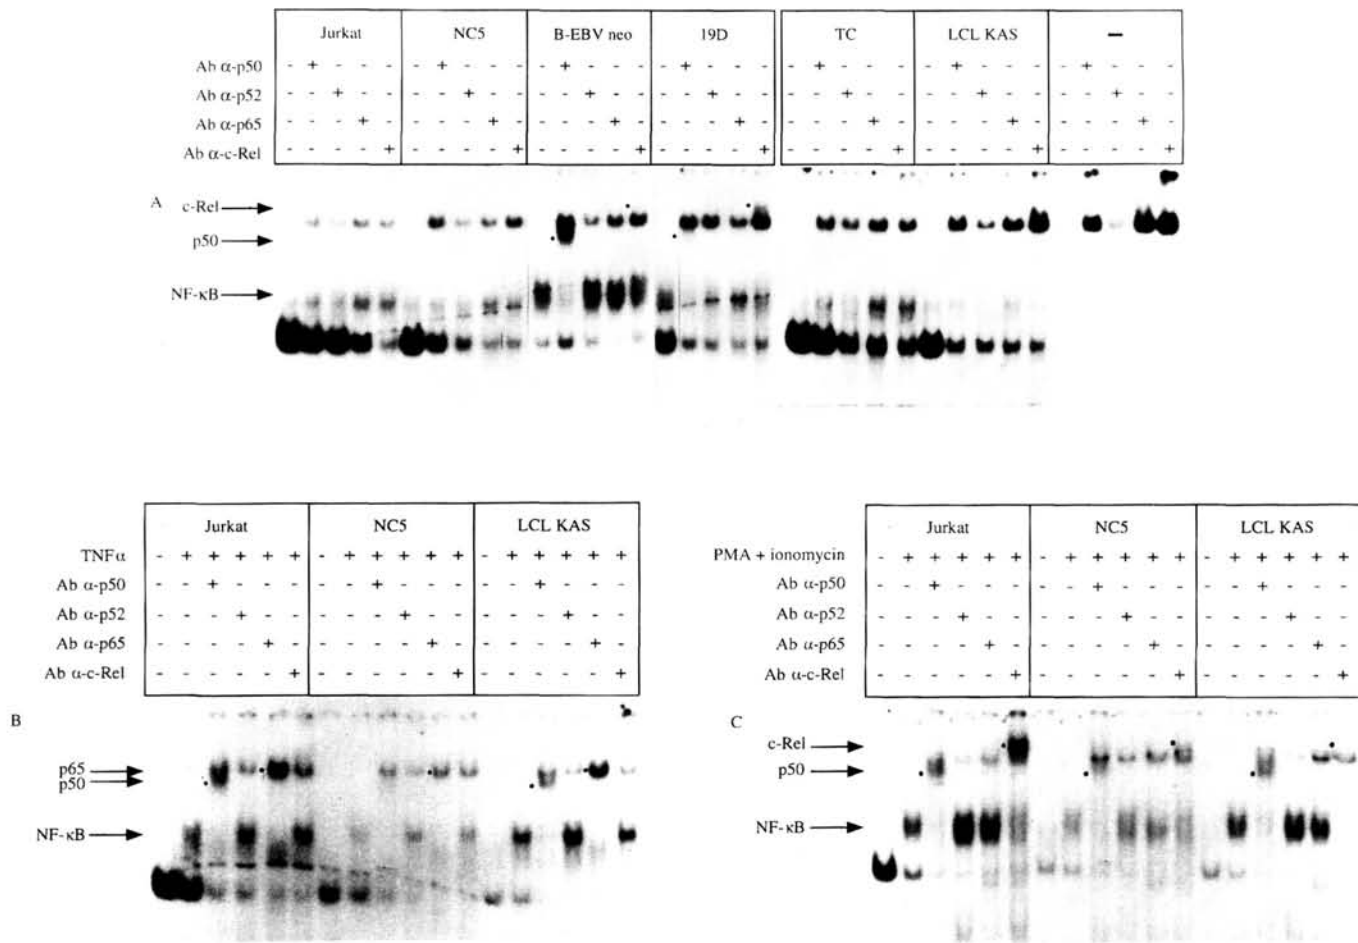 Jurkat NC5 B-EBV neo 19D TC LCL KAS –
Ab α-p50 - + - - - - + - - - - + - - - - + - - - - + - - - - + - - - - + - - -
Ab α-p52 - - + - - - - + - - - - + - - - - + - - - - + - - - - + - - - - + - -
Ab α-p65 - - - + - - - - + - - - - + - - - - + - - - - + - - - - + - - - - + -
Ab α-c-Rel - - - - + - - - - + - - - - + - - - - + - - - - + - - - - + - - - - +
A
c-Rel
p50
NF-κB
Jurkat NC5 LCL KAS
TNFα - + + + + + - + + + + + - + + + + +
Ab α-p50 - - + - - - - - + - - - - - + - - -
Ab α-p52 - - - + - - - - - + - - - - - + - -
Ab α-p65 - - - - + - - - - - + - - - - - + -
Ab α-c-Rel - - - - - + - - - - - + - - - - - +
B
p65
p50
NF-κB
Jurkat NC5 LCL KAS
PMA + ionomycin - + + + + + - + + + + + - + + + + +
Ab α-p50 - - + - - - - - + - - - - - + - - -
Ab α-p52 - - - + - - - - - + - - - - - + - -
Ab α-p65 - - - - + - - - - - + - - - - - + -
Ab α-c-Rel - - - - - + - - - - - + - - - - - +
C
c-Rel
p50
NF-κB